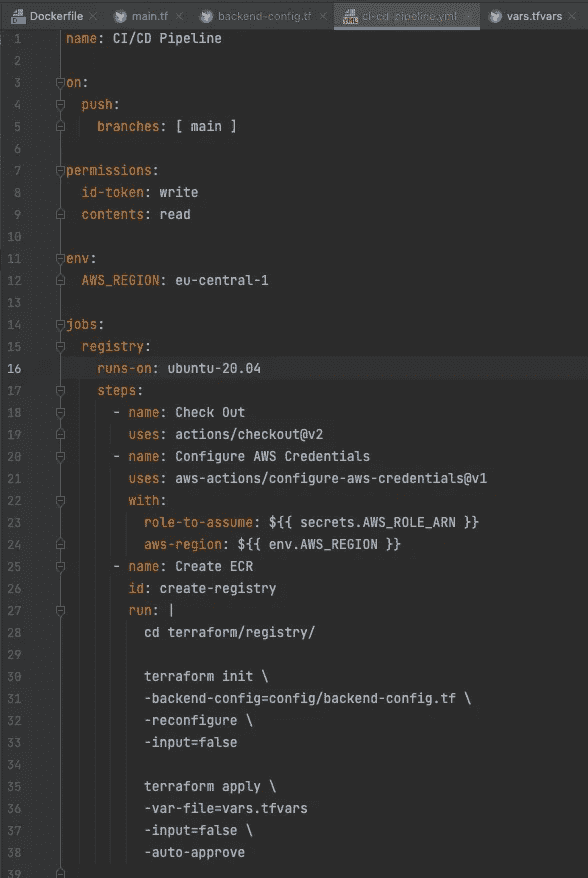 Dockerfile main.tf backend-config.tf ci-cd-pipeline.yml vars.tfvars
1 name: CI/CD Pipeline
2
3 on:
4 push:
5 branches: [ main ]
6
7 permissions:
8 id-token: write
9 contents: read
10
11 env:
12 AWS_REGION: eu-central-1
13
14 jobs:
15 registry:
16 runs-on: ubuntu-20.04
17 steps:
18 - name: Check Out
19 uses: actions/checkout@v2
20 - name: Configure AWS Credentials
21 uses: aws-actions/configure-aws-credentials@v1
22 with:
23 role-to-assume: ${{ secrets.AWS_ROLE_ARN }}
24 aws-region: ${{ env.AWS_REGION }}
25 - name: Create ECR
26 id: create-registry
27 run: |
28 cd terraform/registry/
29
30 terraform init \
31 -backend-config=config/backend-config.tf \
32 -reconfigure \
33 -input=false
34
35 terraform apply \
36 -var-file=vars.tfvars
37 -input=false \
38 -auto-approve
39